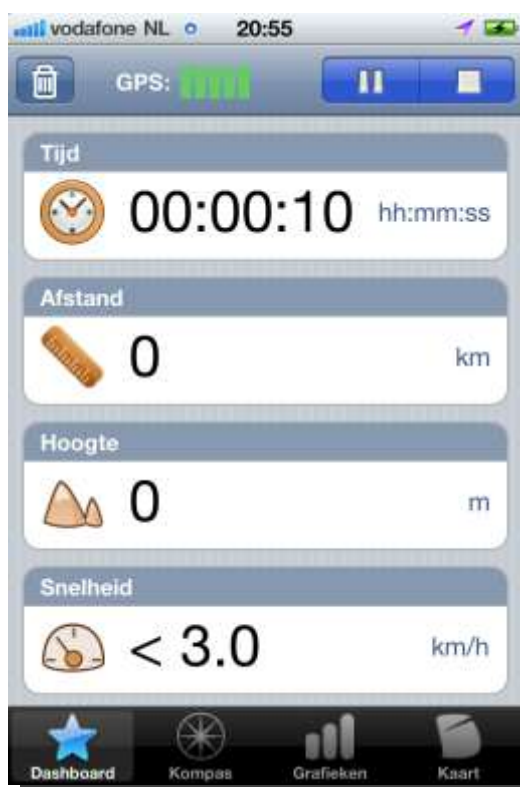 vodafone NL 20:55
GPS:
Tijd
00:00:10 hh:mm:ss
Afstand
0 km
Hoogte
0 m
Snelheid
< 3.0 km/h
Dashboard Kompas Grafieken Kaart